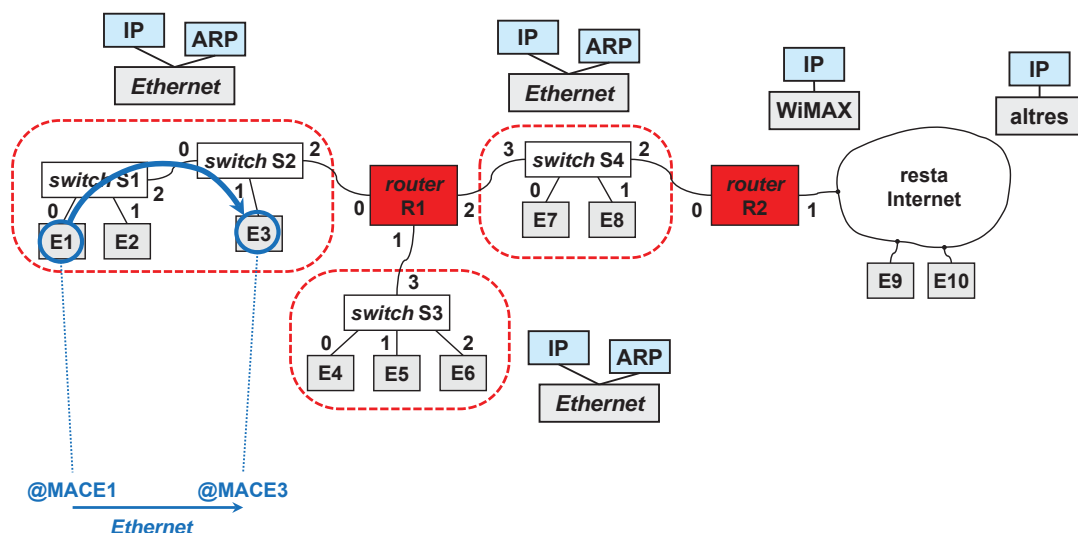 IP
ARP
Ethernet
IP
ARP
Ethernet
IP
WiMAX
IP
altres
switch S1
0
1
2
switch S2
0
1
2
E1
E2
E3
router
R1
0
1
2
switch S4
3
2
0
1
E7
E8
router
R2
0
1
resta
Internet
E9
E10
switch S3
3
0
1
2
E4
E5
E6
IP
ARP
Ethernet
@MACE1
@MACE3
Ethernet